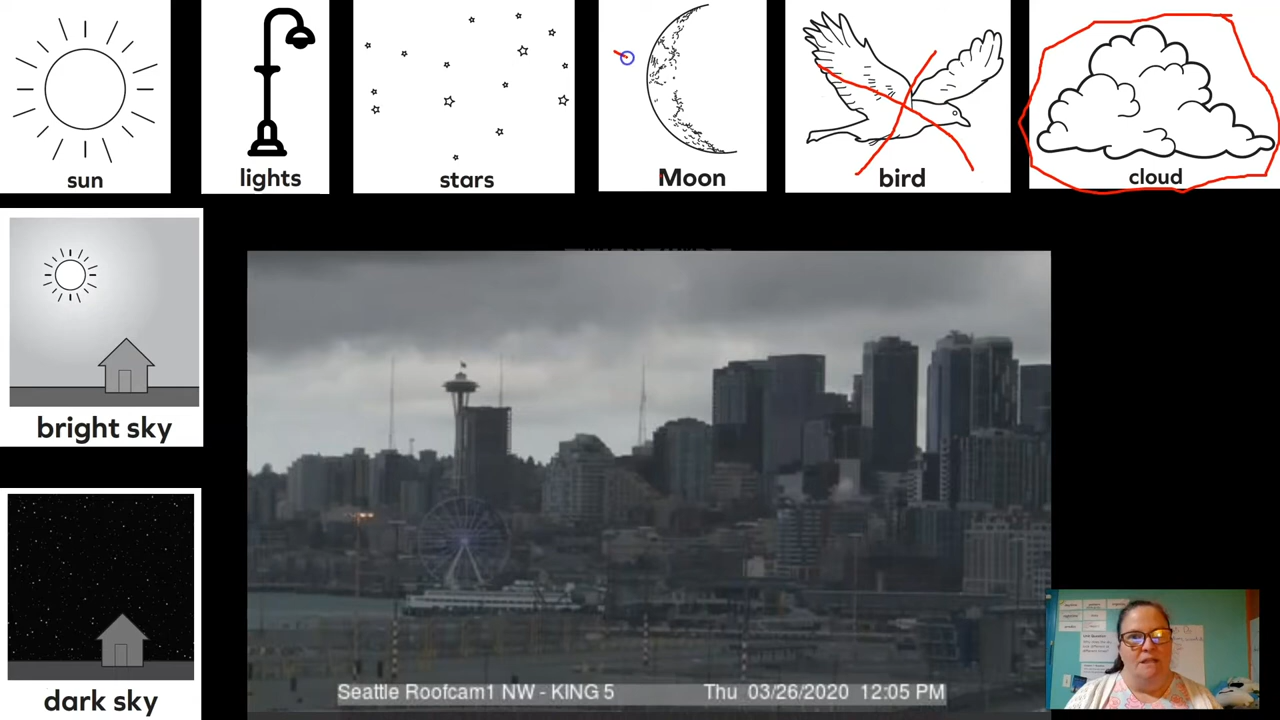 sun
lights
stars
Moon
bird
cloud
bright sky
dark sky
Seattle Roofcam1 NW - KING 5
Thu 03/26/2020 12:05 PM